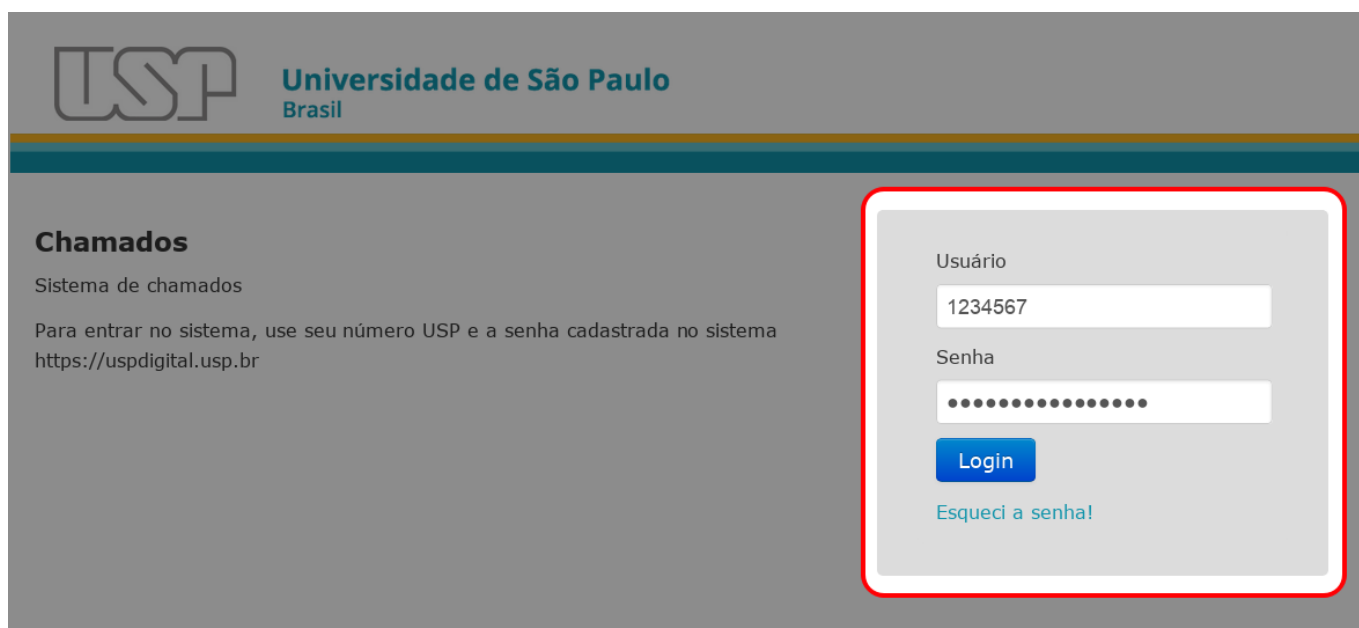 USP
Universidade de São Paulo
Brasil
Chamados
Sistema de chamados
Para entrar no sistema, use seu número USP e a senha cadastrada no sistema
https://uspdigital.usp.br
Usuário
1234567
Senha
••••••••••••••••
Login
Esqueci a senha!